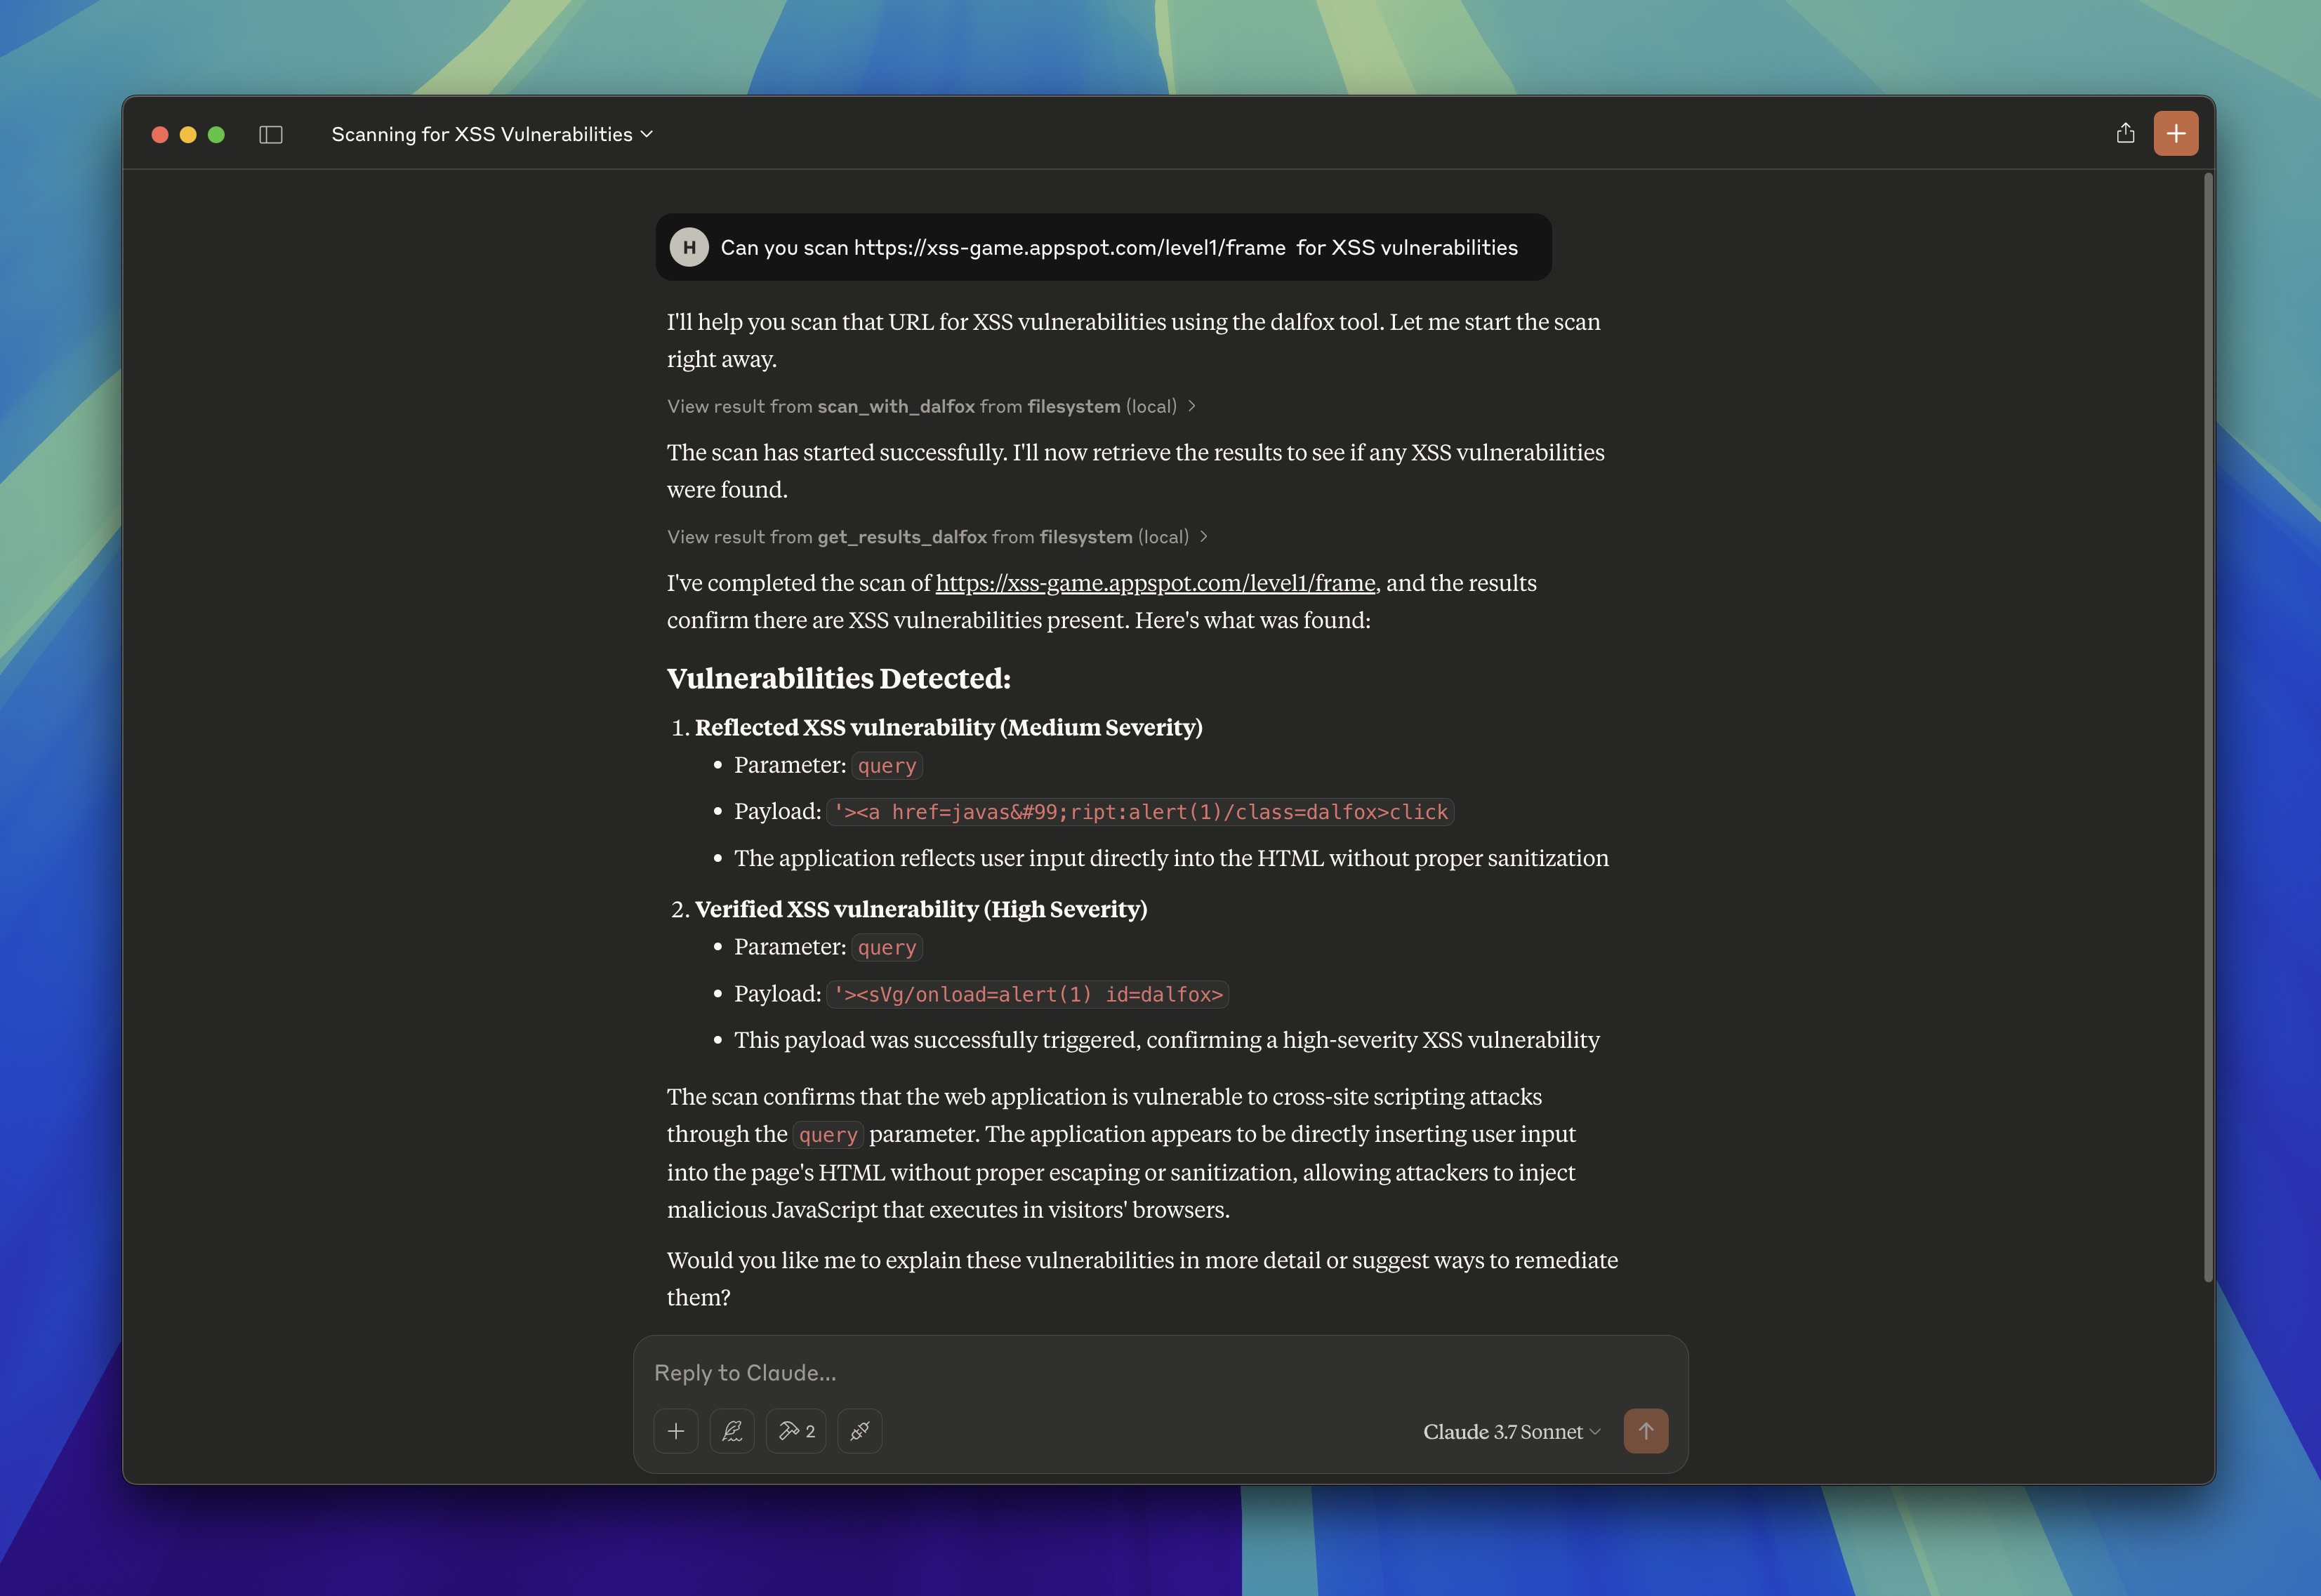 Scanning for XSS Vulnerabilities
H
Can you scan https://xss-game.appspot.com/level1/frame  for XSS vulnerabilities
I'll help you scan that URL for XSS vulnerabilities using the dalfox tool. Let me start the scan
right away.
View result from scan_with_dalfox from filesystem (local)
The scan has started successfully. I'll now retrieve the results to see if any XSS vulnerabilities
were found.
View result from get_results_dalfox from filesystem (local)
I've completed the scan of https://xss-game.appspot.com/level1/frame, and the results
confirm there are XSS vulnerabilities present. Here's what was found:
Vulnerabilities Detected:
1. Reflected XSS vulnerability (Medium Severity)
• Parameter: query
• Payload: '><a href=javas&#99;ript:alert(1)/class=dalfox>click
• The application reflects user input directly into the HTML without proper sanitization
2. Verified XSS vulnerability (High Severity)
• Parameter: query
• Payload: '><sVg/onload=alert(1) id=dalfox>
• This payload was successfully triggered, confirming a high-severity XSS vulnerability
The scan confirms that the web application is vulnerable to cross-site scripting attacks
through the query parameter. The application appears to be directly inserting user input
into the page's HTML without proper escaping or sanitization, allowing attackers to inject
malicious JavaScript that executes in visitors' browsers.
Would you like me to explain these vulnerabilities in more detail or suggest ways to remediate
them?
Reply to Claude...
2
Claude 3.7 Sonnet